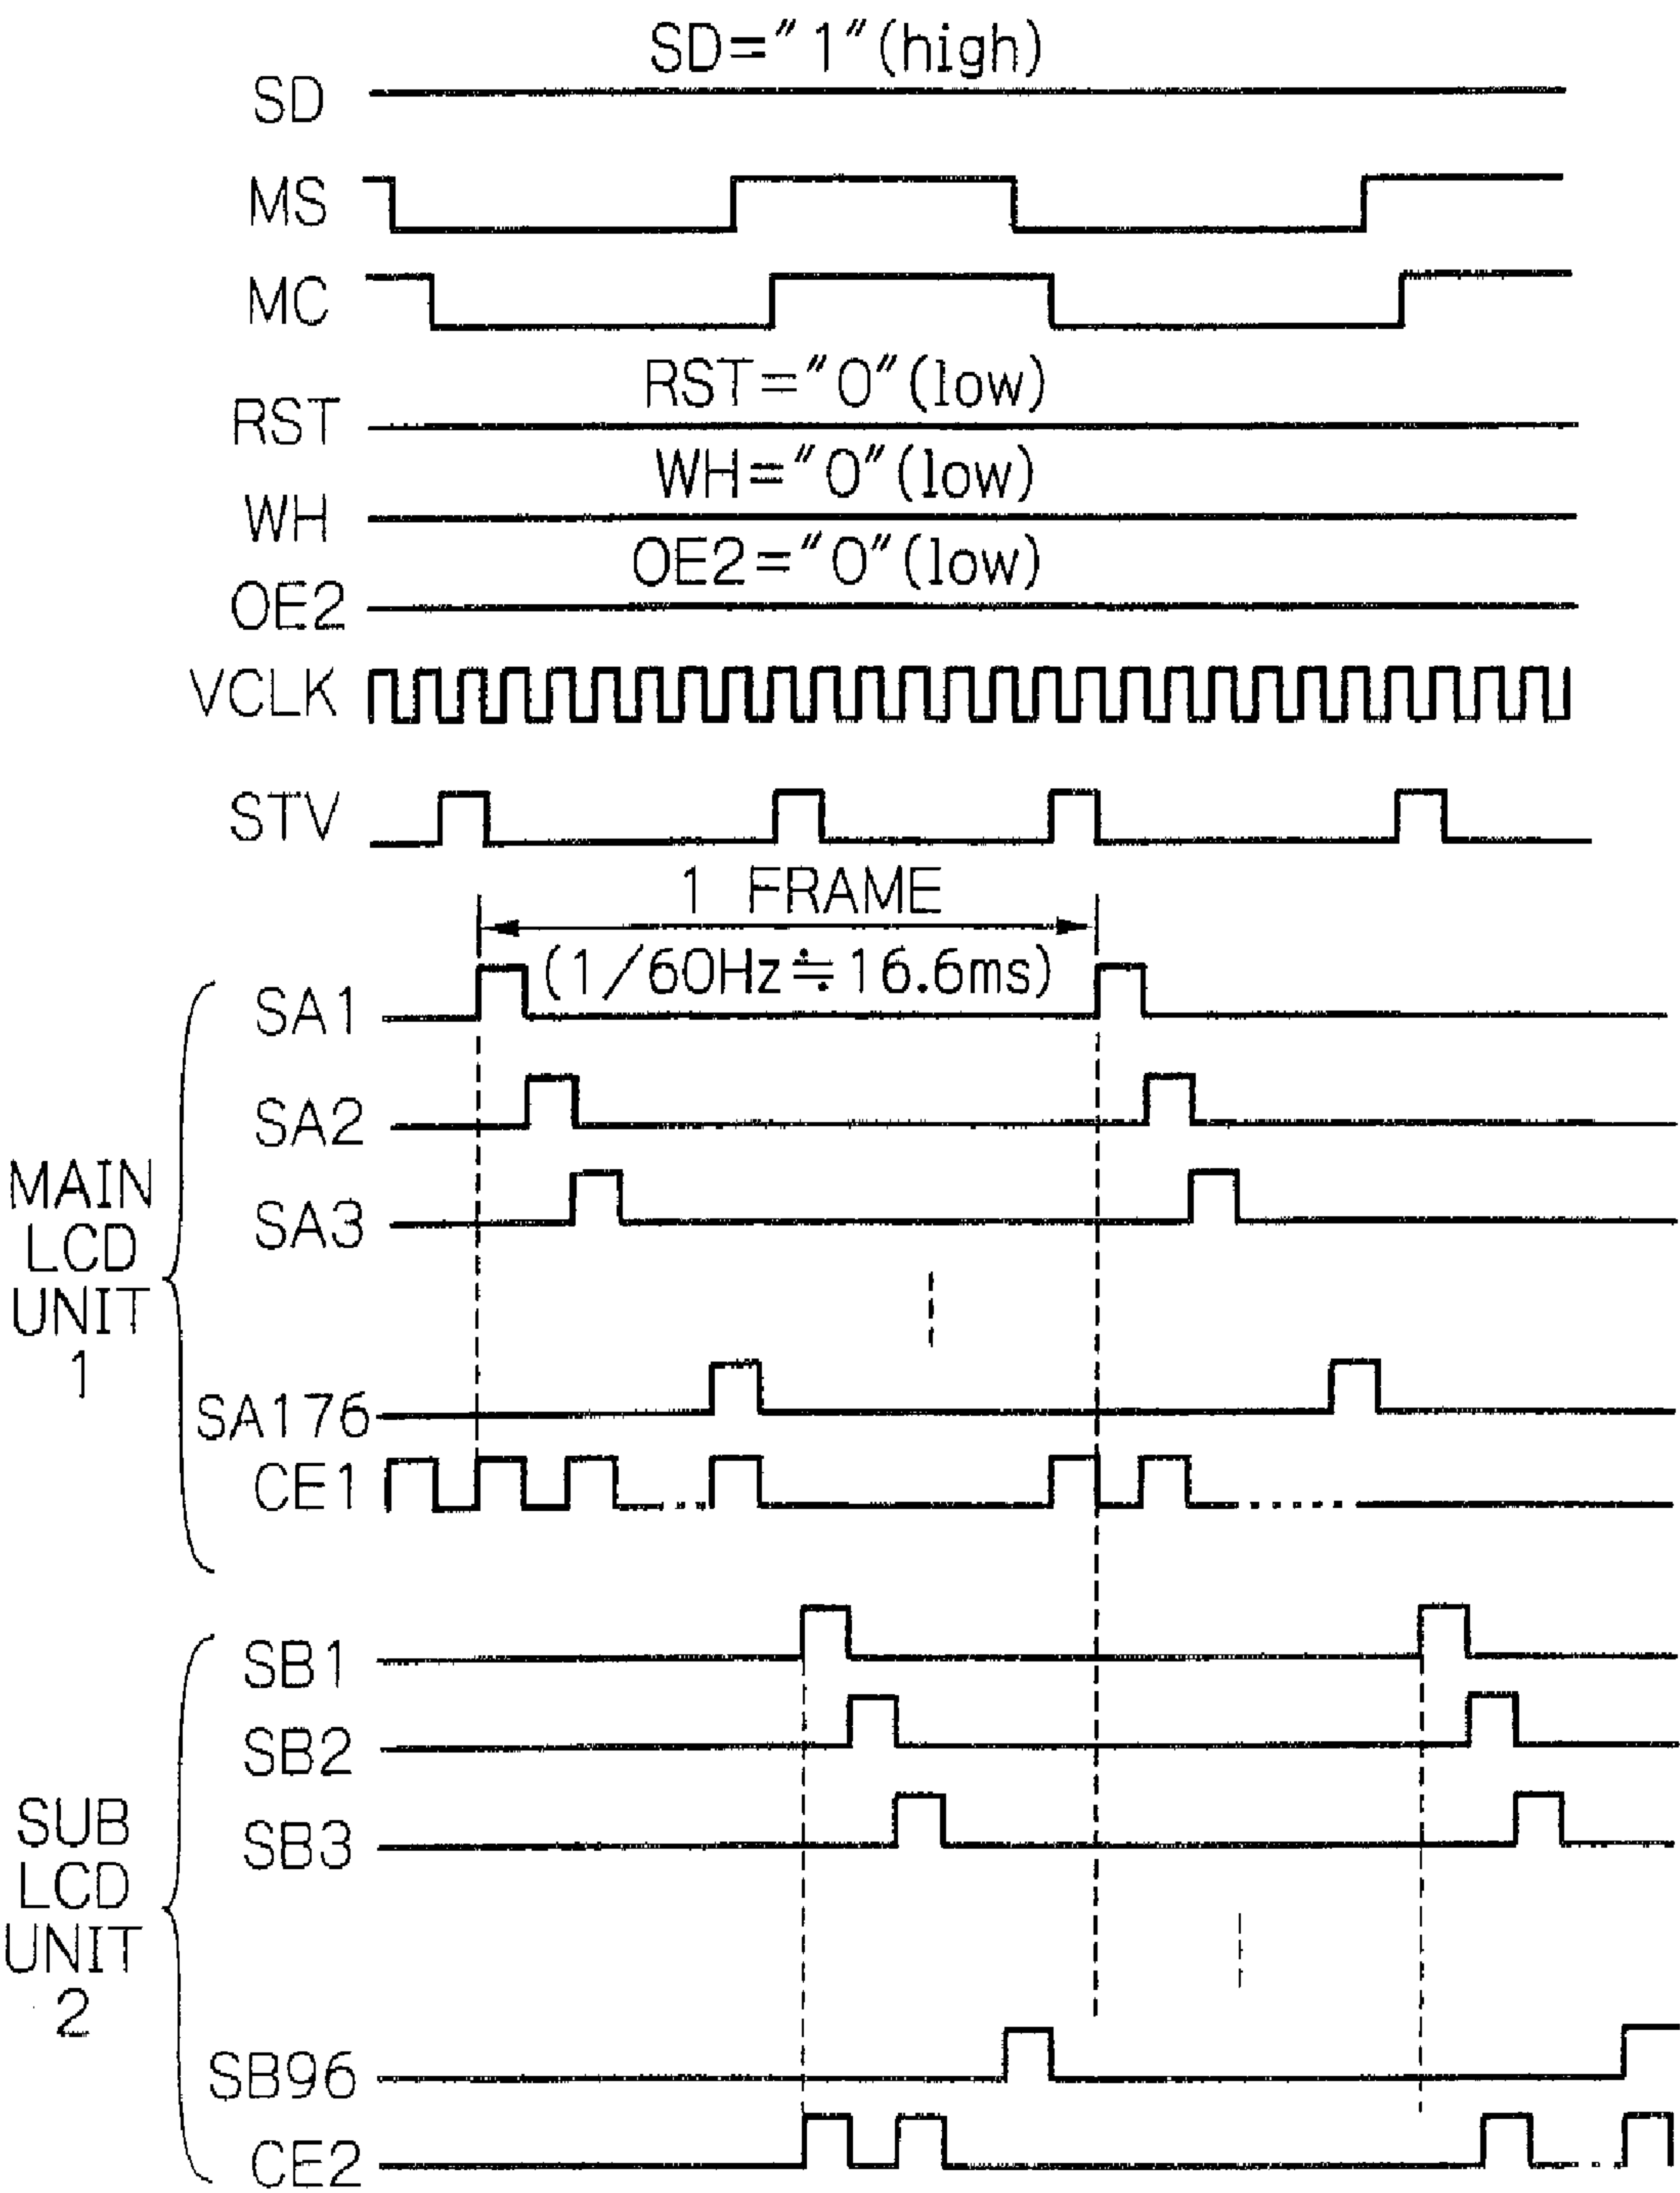 SD="1"(high)
SD
MS
MC
RST="0"(low)
RST
WH="0"(low)
WH
OE2="0"(low)
OE2
VCLK
STV
1 FRAME
(1/60Hz≒16.6ms)
MAIN
LCD
UNIT
1
SA1
SA2
SA3
SA176
CE1
SUB
LCD
UNIT
2
SB1
SB2
SB3
SB96
CE2